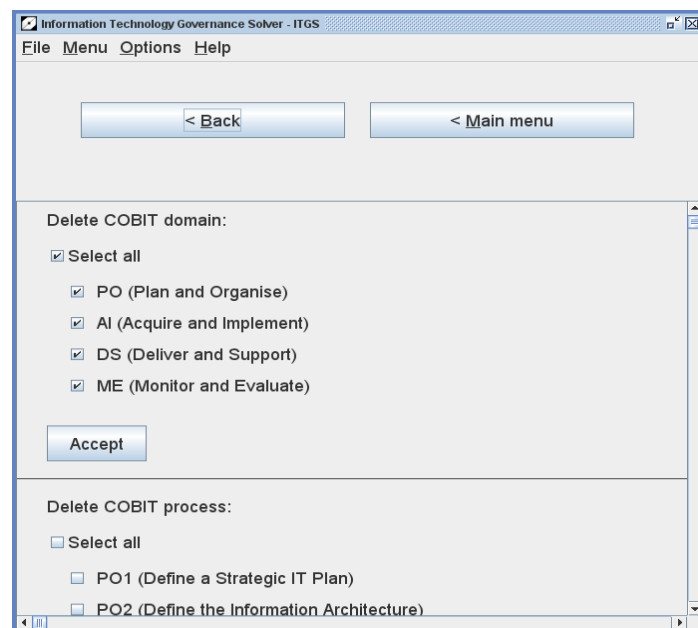 Information Technology Governance Solver - ITGS
File Menu Options Help
< Back
< Main menu
Delete COBIT domain:
Select all
PO (Plan and Organise)
AI (Acquire and Implement)
DS (Deliver and Support)
ME (Monitor and Evaluate)
Accept
Delete COBIT process:
Select all
PO1 (Define a Strategic IT Plan)
PO2 (Define the Information Architecture)